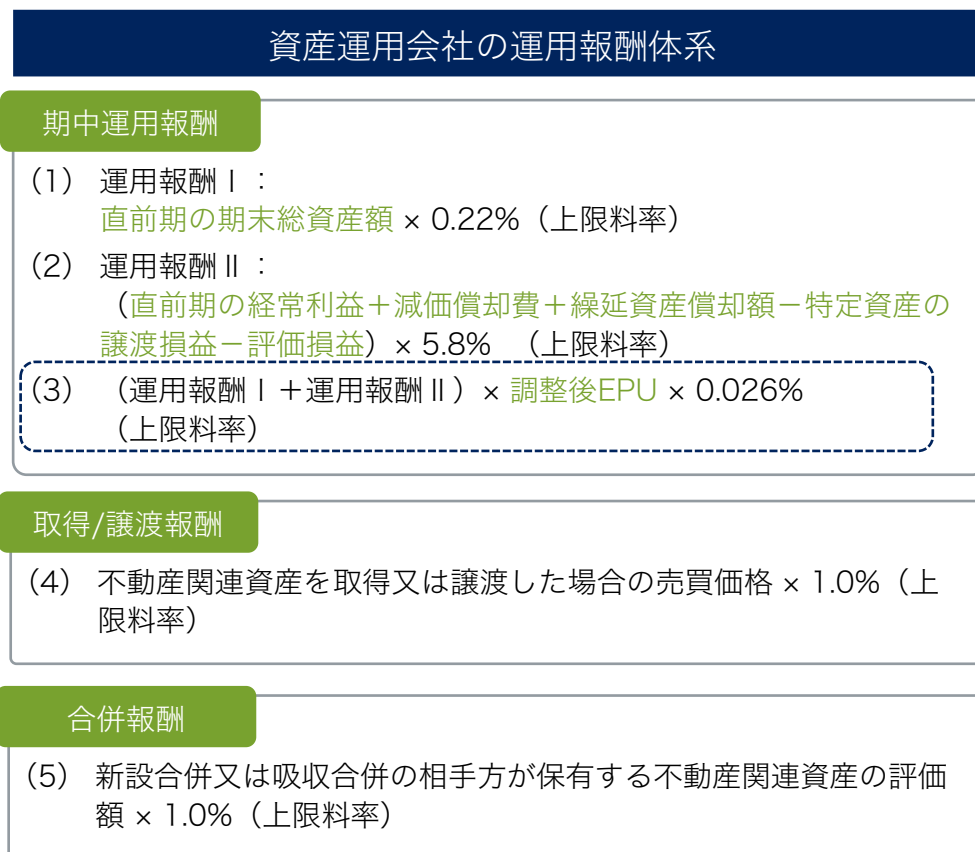 資産運用会社の運用報酬体系
期中運用報酬
（1） 運用報酬Ⅰ：
直前期の期末総資産額 × 0.22%（上限料率）
（2） 運用報酬Ⅱ：
（直前期の経常利益＋減価償却費＋繰延資産償却額－特定資産の
譲渡損益－評価損益）× 5.8% （上限料率）
（3） （運用報酬Ⅰ＋運用報酬Ⅱ）× 調整後EPU × 0.026%
（上限料率）
取得/譲渡報酬
（4） 不動産関連資産を取得又は譲渡した場合の売買価格 × 1.0%（上
限料率）
合併報酬
（5） 新設合併又は吸収合併の相手方が保有する不動産関連資産の評価
額 × 1.0%（上限料率）